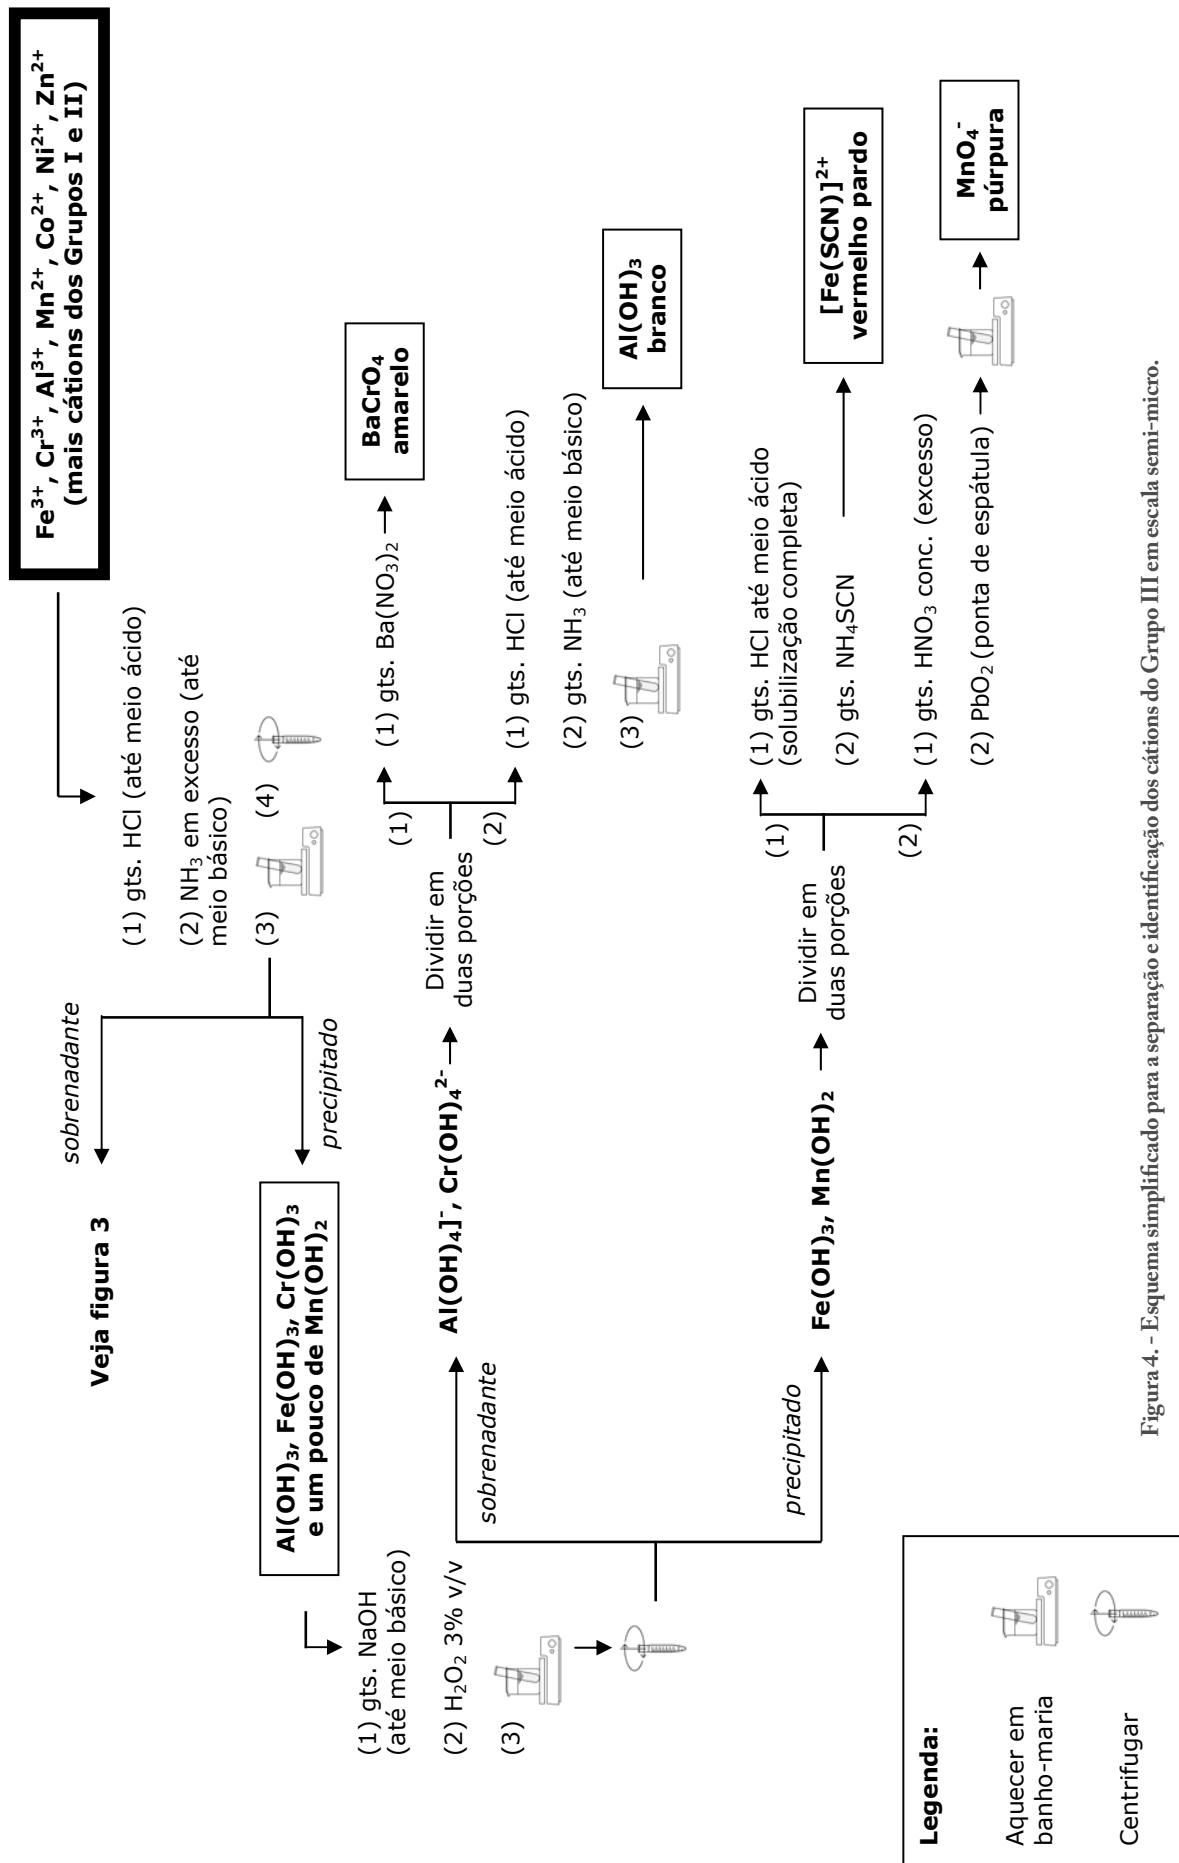 Fe³⁺, Cr³⁺, Al³⁺, Mn²⁺, Co²⁺, Ni²⁺, Zn²⁺
(mais cátions dos Grupos I e II)
(1) gts. HCl (até meio ácido)
(2) NH₃ em excesso (até
meio básico)
(3)
(4)
sobrenadante
precipitado
Veja figura 3
Al(OH)₃, Fe(OH)₃, Cr(OH)₃
e um pouco de Mn(OH)₂
(1) gts. NaOH
(até meio básico)
(2) H₂O₂ 3% v/v
(3)
sobrenadante
precipitado
Al(OH)₄]⁻, Cr(OH)₄²⁻
Dividir em
duas porções
(1)
(2)
(1) gts. Ba(NO₃)₂
BaCrO₄
amarelo
(1) gts. HCl (até meio ácido)
(2) gts. NH₃ (até meio básico)
(3)
Al(OH)₃
branco
Fe(OH)₃, Mn(OH)₂
Dividir em
duas porções
(1)
(2)
(1) gts. HCl até meio ácido
(solubilização completa)
(2) gts. NH₄SCN
[Fe(SCN)]²⁺
vermelho pardo
(1) gts. HNO₃ conc. (excesso)
(2) PbO₂ (ponta de espátula)
MnO₄⁻
púrpura
Legenda:
Aquecer em
banho-maria
Centrifugar
Figura 4. - Esquema simplificado para a separação e identificação dos cátions do Grupo III em escala semi-micro.